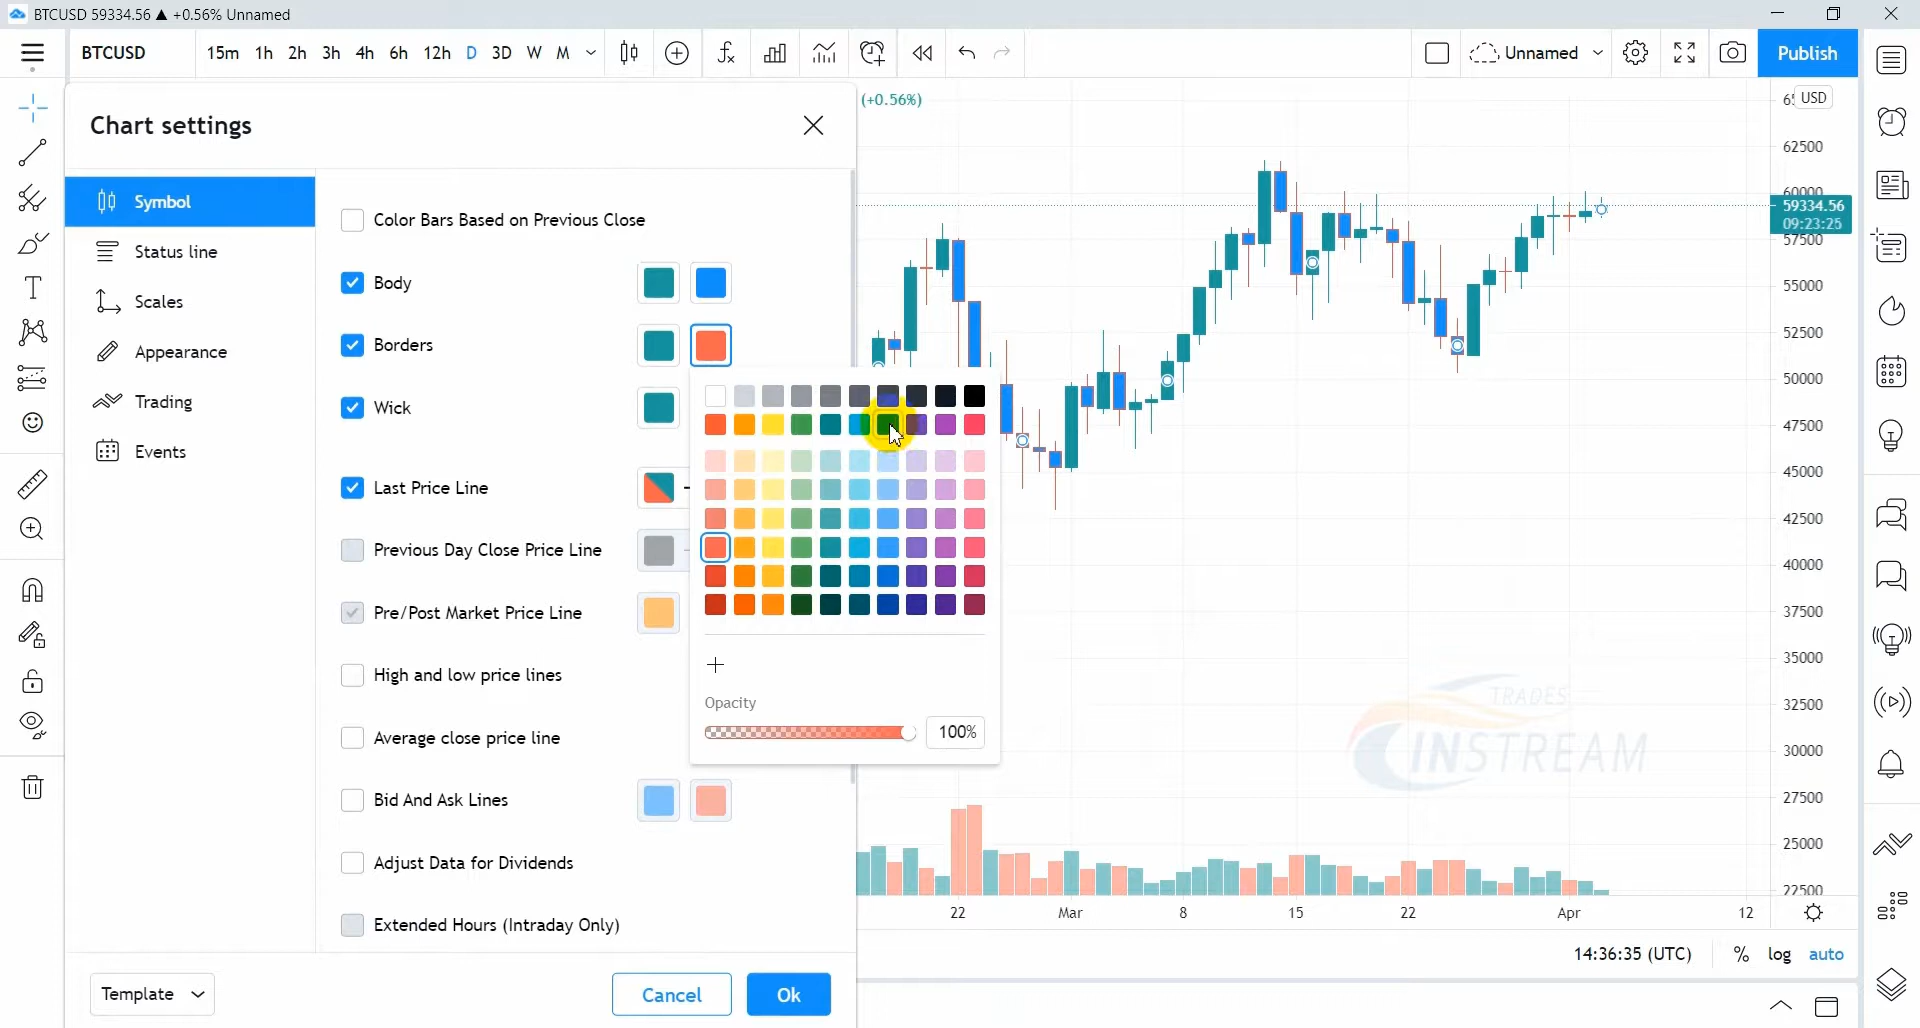 BTCUSD 59334.56 ▲ +0.56% Unnamed
BTCUSD 15m 1h 2h 3h 4h 6h 12h D 3D W M Unnamed Publish
Chart settings
(+0.56%)
USD
Symbol
Status line
Scales
Appearance
Trading
Events
Color Bars Based on Previous Close
Body
Borders
Wick
Last Price Line
Previous Day Close Price Line
Pre/Post Market Price Line
High and low price lines
Average close price line
Bid And Ask Lines
Adjust Data for Dividends
Extended Hours (Intraday Only)
Opacity
100%
Template
Cancel
Ok
62500
60000
59334.56
09:23:25
57500
55000
52500
50000
47500
45000
42500
40000
37500
35000
32500
30000
27500
25000
22500
TRADES
INSTREAM
22 Mar 8 15 22 Apr 12
14:36:35 (UTC) % log auto